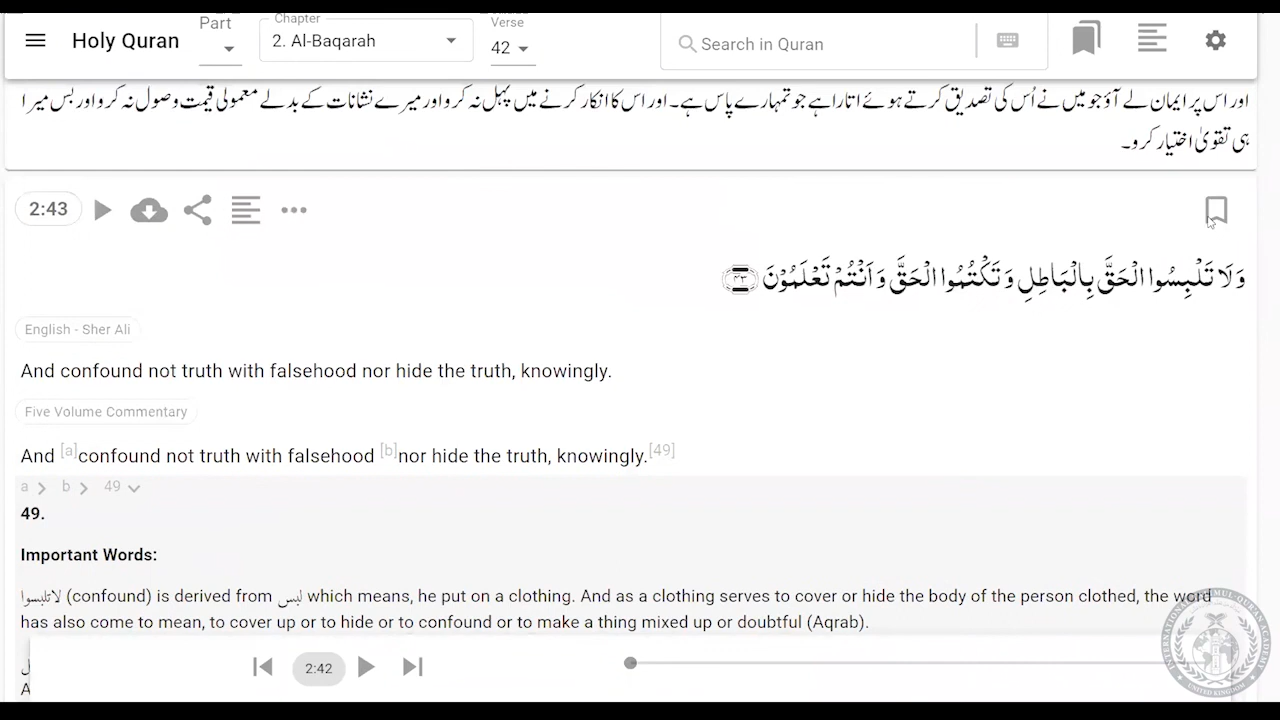 Part
Chapter
Verse
Holy Quran
2. Al-Baqarah
42
Search in Quran
اور اس پر ایمان لے آؤ جو میں نے اُس کی تصدیق کرتے ہوئے اتارا ہے جو تمہارے پاس ہے۔ اور اس کا انکار کرنے میں پہل نہ کرو اور میرے نشانات کے بدلے معمولی قیمت وصول نہ کرو اور بس میرا
ہی تقویٰ اختیار کرو۔
2:43
وَلَا تَلْبِسُوا الْحَقَّ بِالْبَاطِلِ وَ تَكْتُمُوا الْحَقَّ وَ اَنْتُمْ تَعْلَمُوْنَ ﴿۴۳﴾
English - Sher Ali
And confound not truth with falsehood nor hide the truth, knowingly.
Five Volume Commentary
And [a]confound not truth with falsehood [b]nor hide the truth, knowingly.[49]
a b 49
49.
Important Words:
لاتلبسوا (confound) is derived from لبس which means, he put on a clothing. And as a clothing serves to cover or hide the body of the person clothed, the word
has also come to mean, to cover up or to hide or to confound or to make a thing mixed up or doubtful (Aqrab).
2:42
UNITED KINGDOM